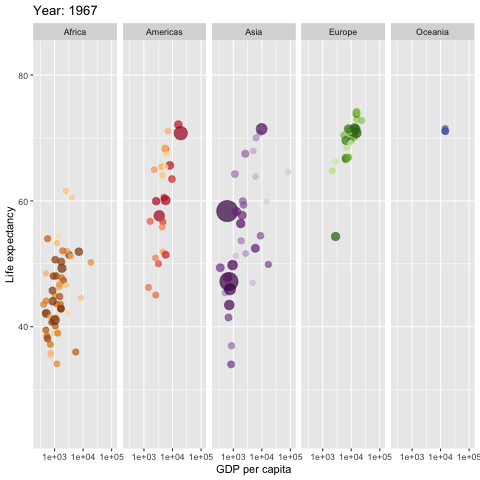 Year: 1967
Africa Americas Asia Europe Oceania
80
60
40
Life expectancy
1e+03 1e+04 1e+05 1e+03 1e+04 1e+05 1e+03 1e+04 1e+05 1e+03 1e+04 1e+05 1e+03 1e+04 1e+05
GDP per capita